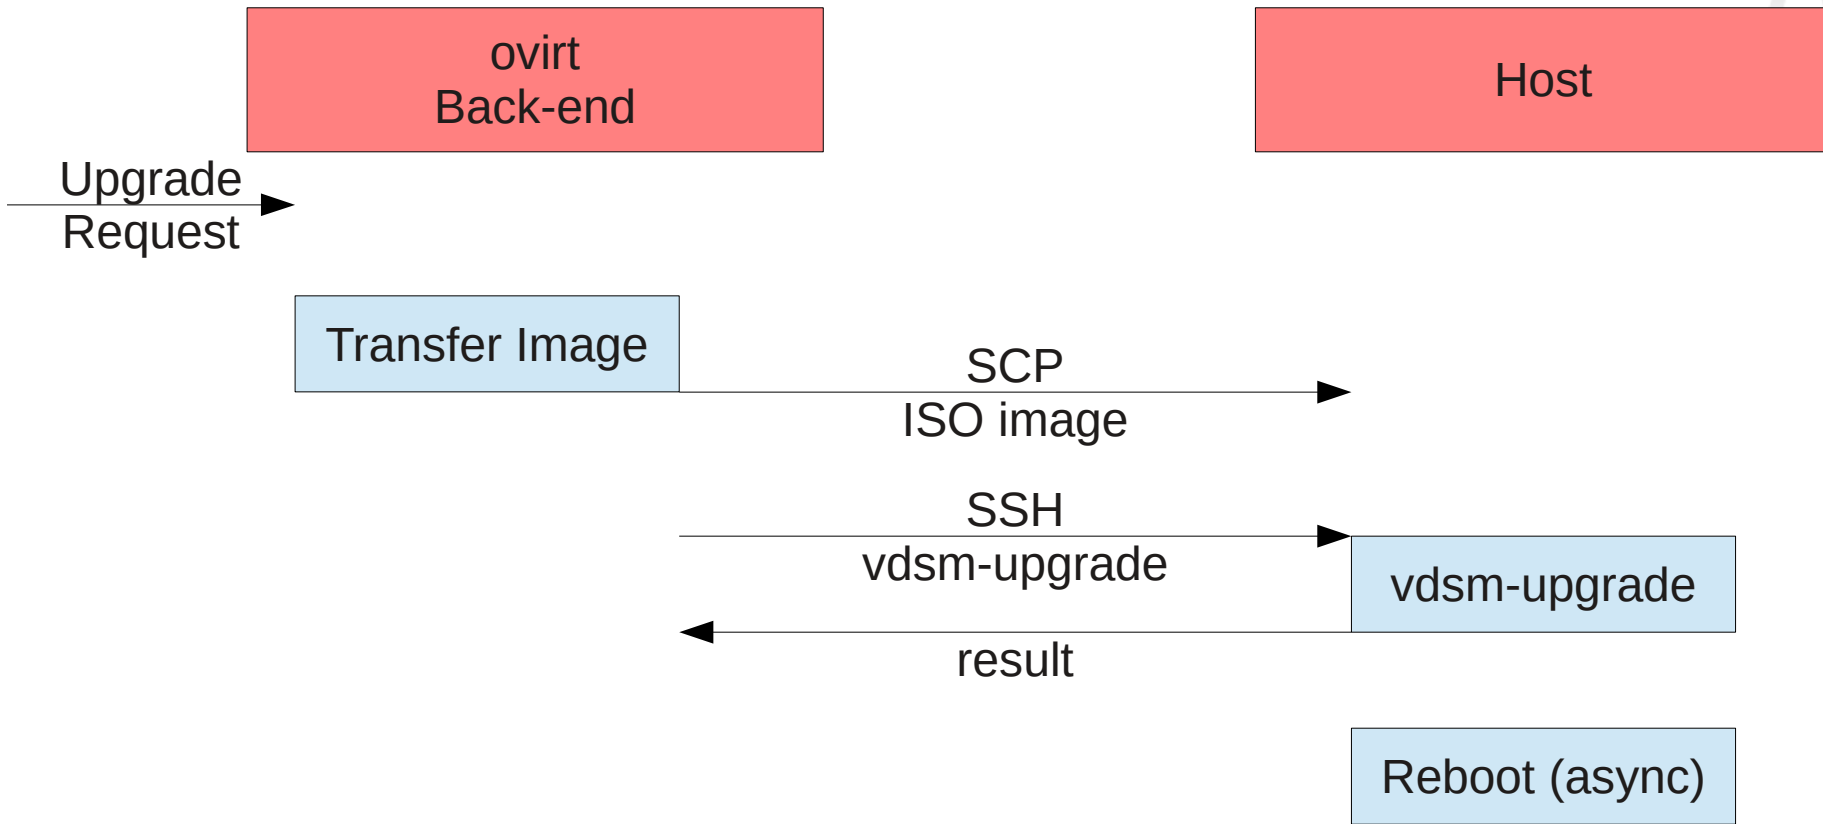 ovirt
Back-end
Host
Upgrade
Request
Transfer Image
SCP
ISO image
SSH
vdsm-upgrade
vdsm-upgrade
result
Reboot (async)